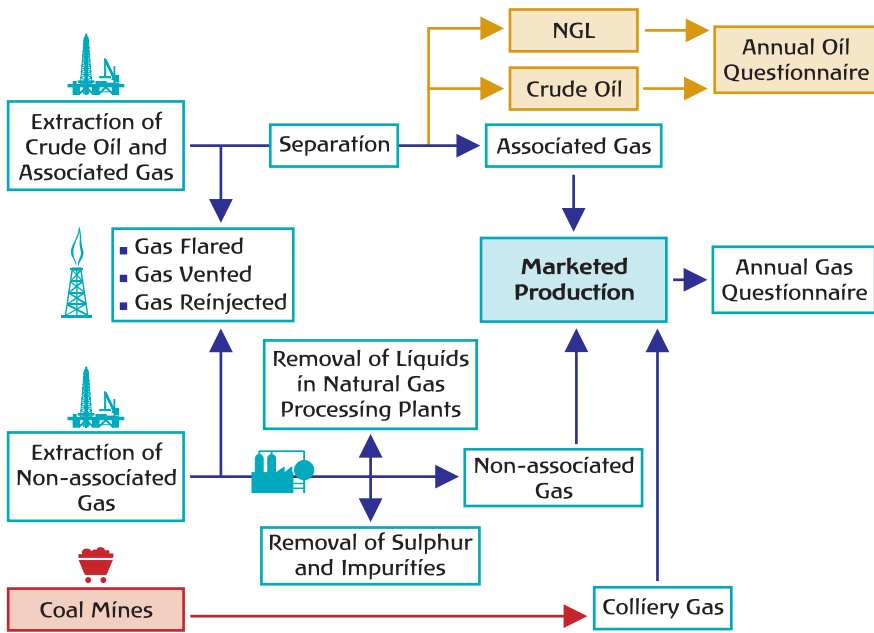 NGL
Annual Oil
Questionnaire
Crude Oil
Extraction of
Crude Oil and
Associated Gas
Separation
Associated Gas
Gas Flared
Gas Vented
Gas Reinjected
Marketed
Production
Annual Gas
Questionnaire
Removal of Liquids
in Natural Gas
Processing Plants
Extraction of
Non-associated
Gas
Non-associated
Gas
Removal of Sulphur
and Impurities
Coal Mines
Colliery Gas